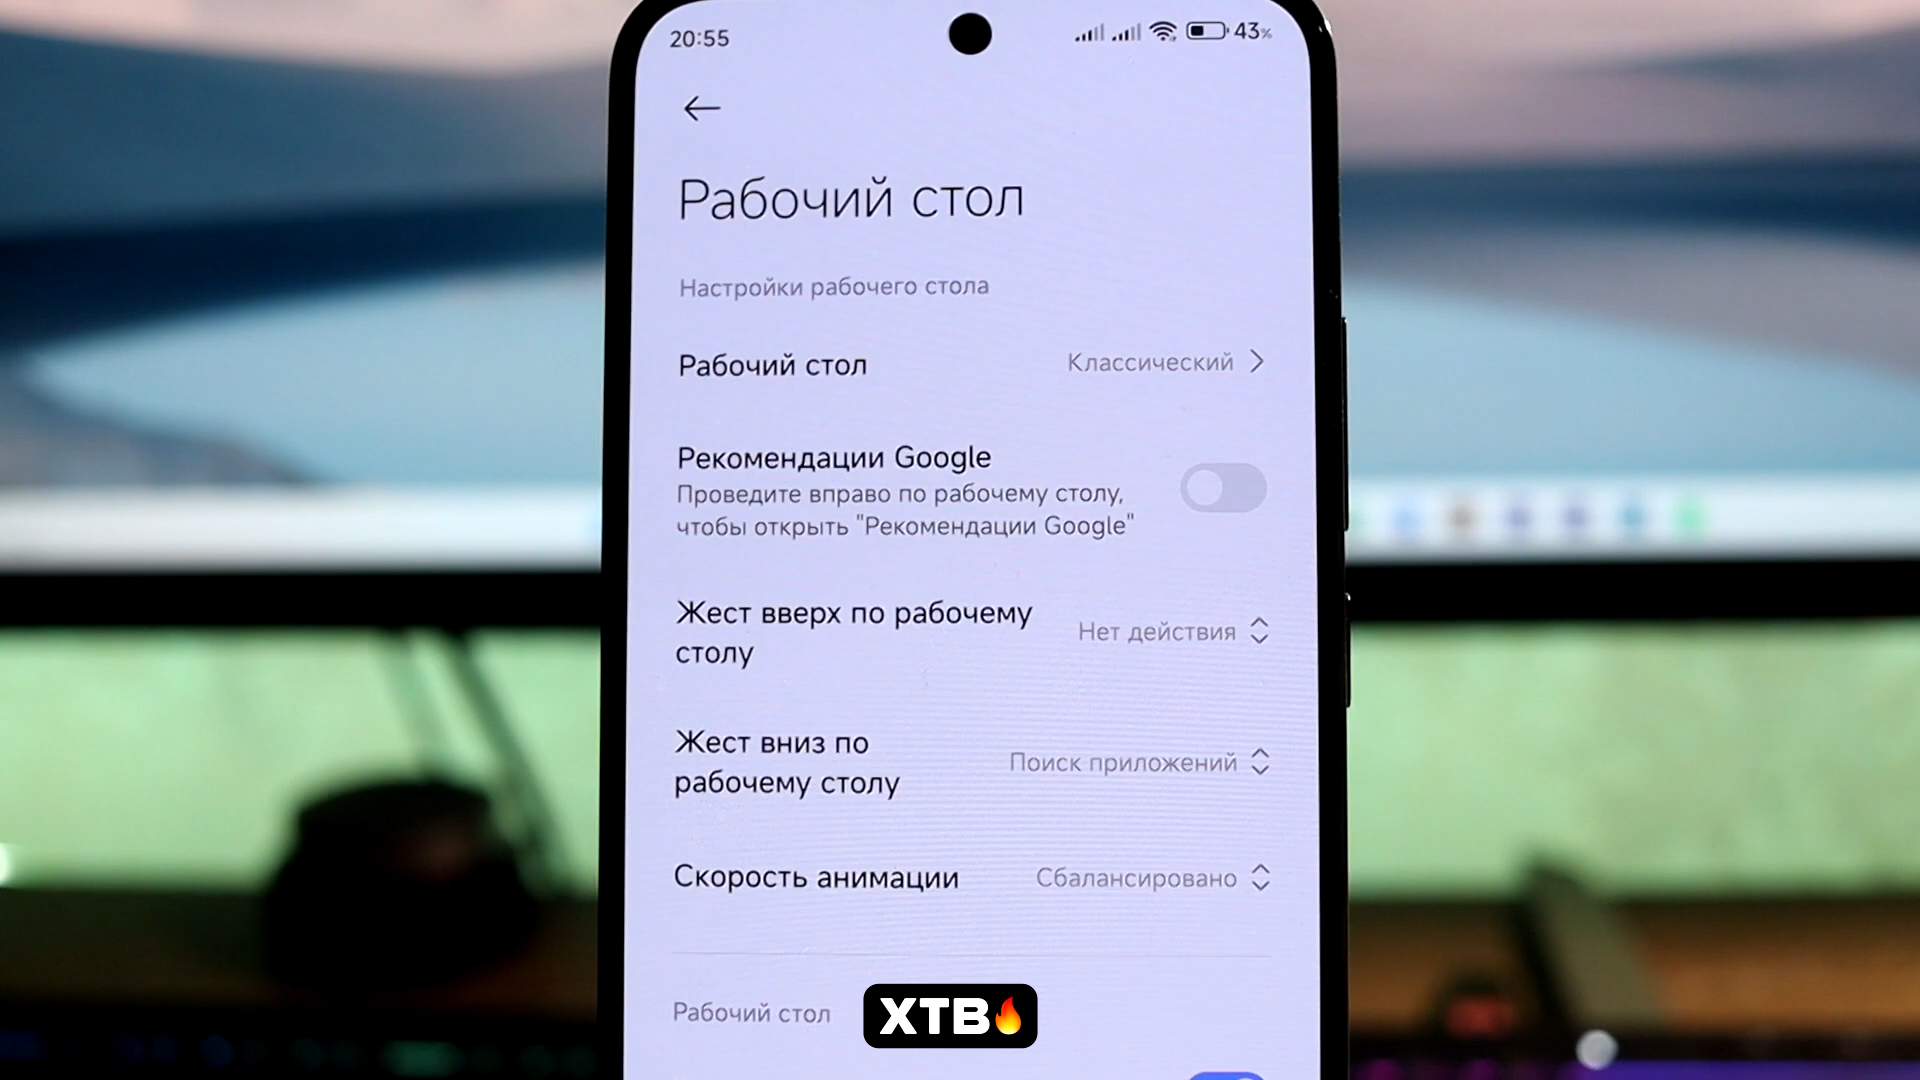 20:55
43%
Рабочий стол
Настройки рабочего стола
Рабочий стол
Классический
Рекомендации Google
Проведите вправо по рабочему столу,
чтобы открыть "Рекомендации Google"
Жест вверх по рабочему
столу
Нет действия
Жест вниз по
рабочему столу
Поиск приложений
Скорость анимации
Сбалансировано
Рабочий стол
ХТВ🔥